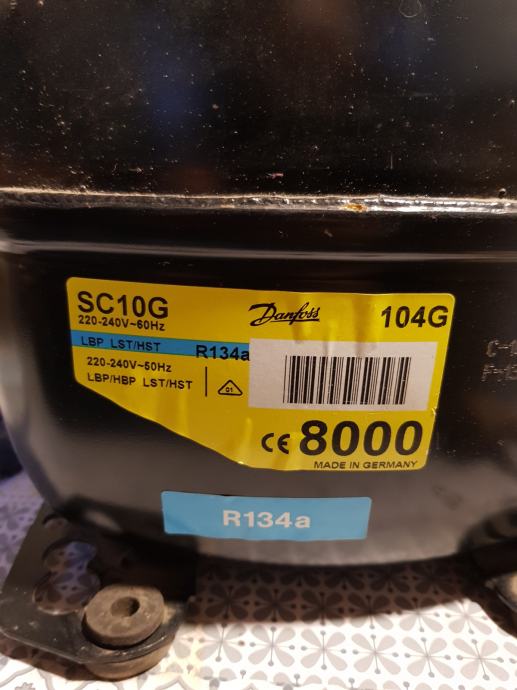 SC10G
220-240V~60Hz
Danfoss
104G
LBP LST/HST R134a
220-240V~50Hz
LBP/HBP LST/HST
01
CE 8000
MADE IN GERMANY
R134a